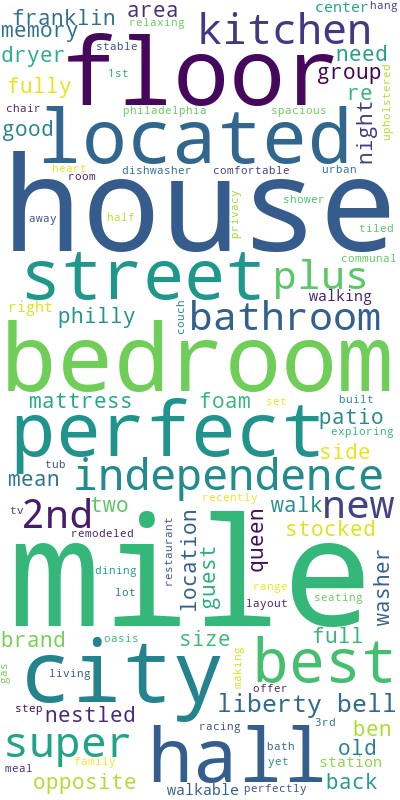 franklin area center hang
memory kitchen relaxing
dryer stable floor need
1st group
fully philadelphia spacious re upholstered
chair
good located night
dishwasher comfortable urban
heart room
house
away half privacy shower tiled
communal
street plus
walking
right philly couch bathroom
bedroom
mattress foam set built
perfect patio
exploring
side
tub
mean independence
recently
tv 2nd two walk new
remodeled restaurant location guest queen stocked
mile
dining washer
range
lot layout seating
brand oasis size full
gas living city making best
step offer liberty bell
nestled racing 3rd
super hall bath ben
yet old station
meal family
opposite walkable perfectly back